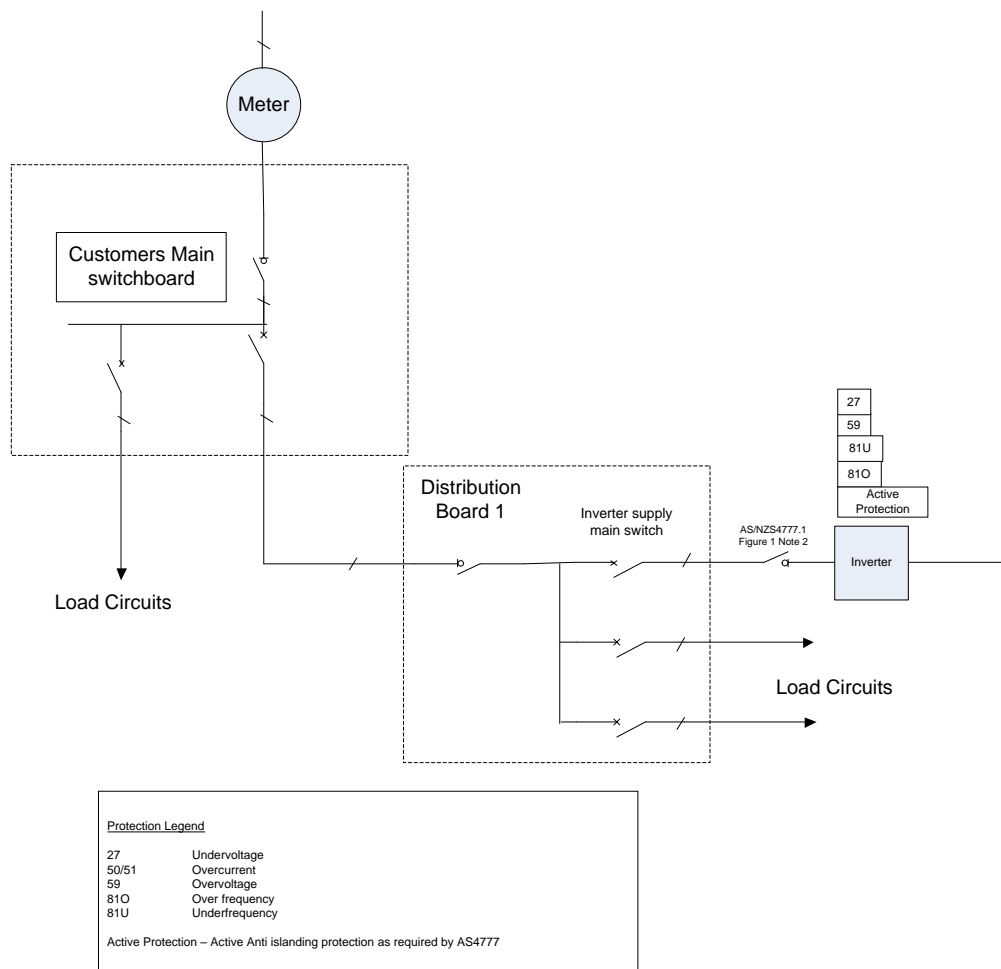 Meter
Customers Main
switchboard
27
59
81U
81O
Active
Protection
Distribution
Board 1
Inverter supply
main switch
AS/NZS4777.1
Figure 1 Note 2
Inverter
Load Circuits
Load Circuits
Protection Legend
27 Undervoltage
50/51 Overcurrent
59 Overvoltage
81O Over frequency
81U Underfrequency
Active Protection – Active Anti islanding protection as required by AS4777